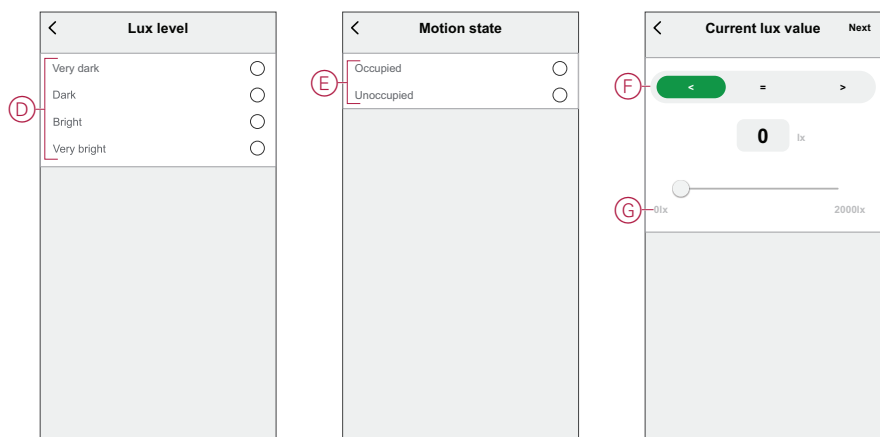 Lux level
Very dark
Dark
Bright
Very bright
D
Motion state
Occupied
Unoccupied
E
Current lux value Next
F
< = >
0 lx
G
0lx 2000lx